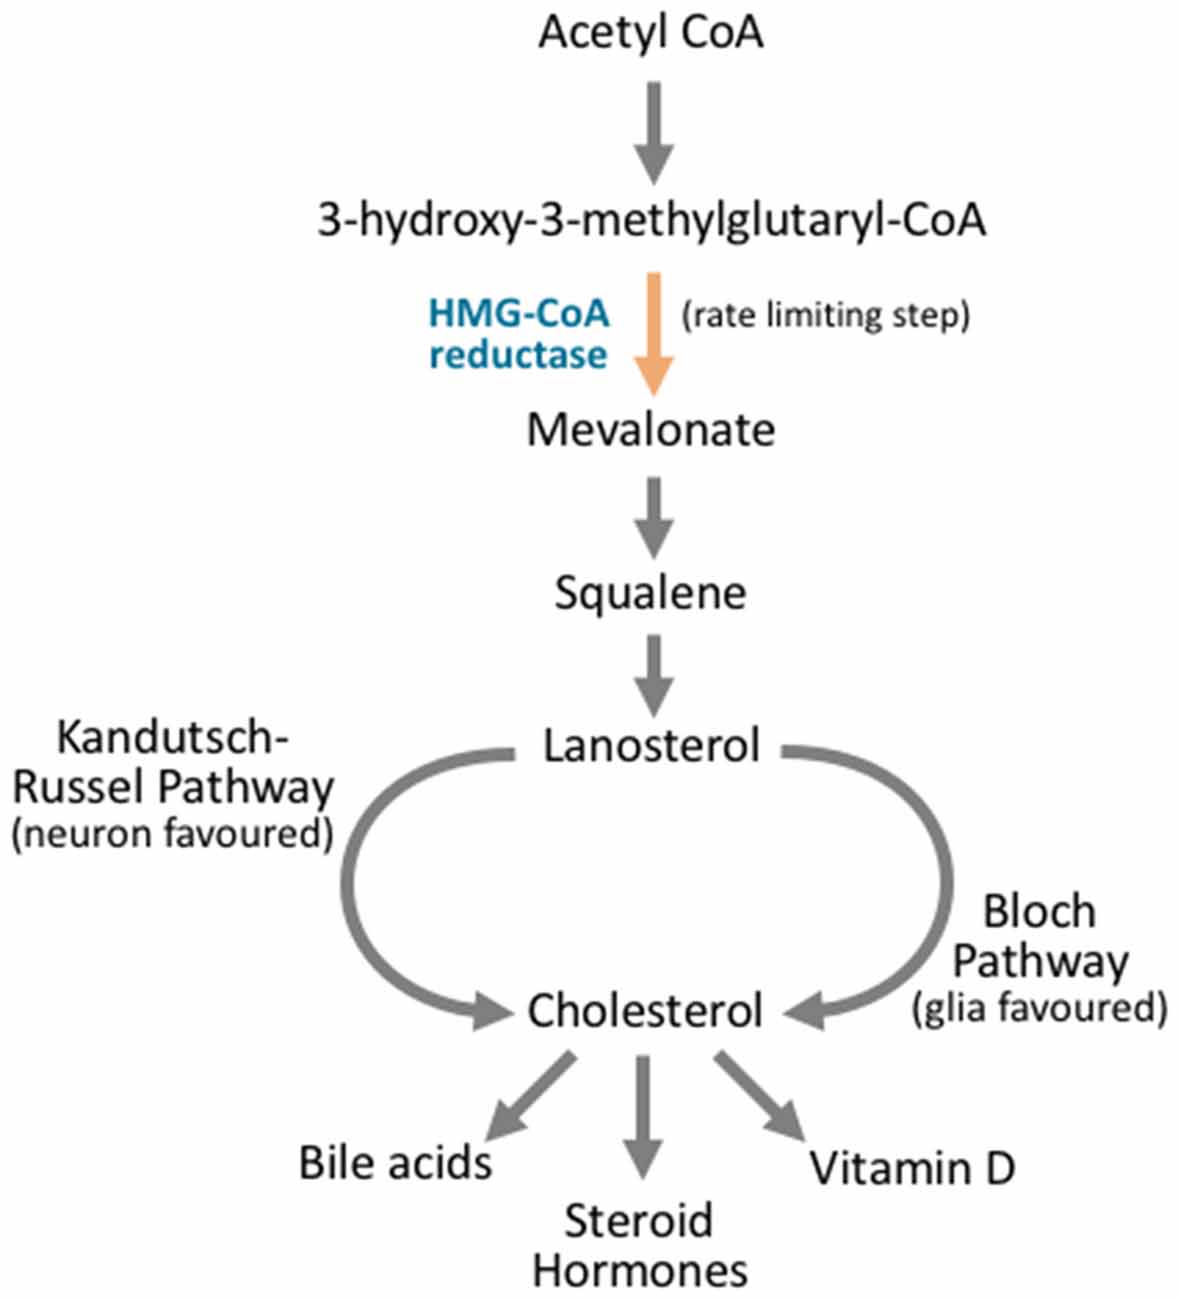 Acetyl CoA
3-hydroxy-3-methylglutaryl-CoA
HMG-CoA
reductase
(rate limiting step)
Mevalonate
Squalene
Lanosterol
Kandutsch-
Russel Pathway
(neuron favoured)
Bloch
Pathway
(glia favoured)
Cholesterol
Bile acids
Steroid
Hormones
Vitamin D